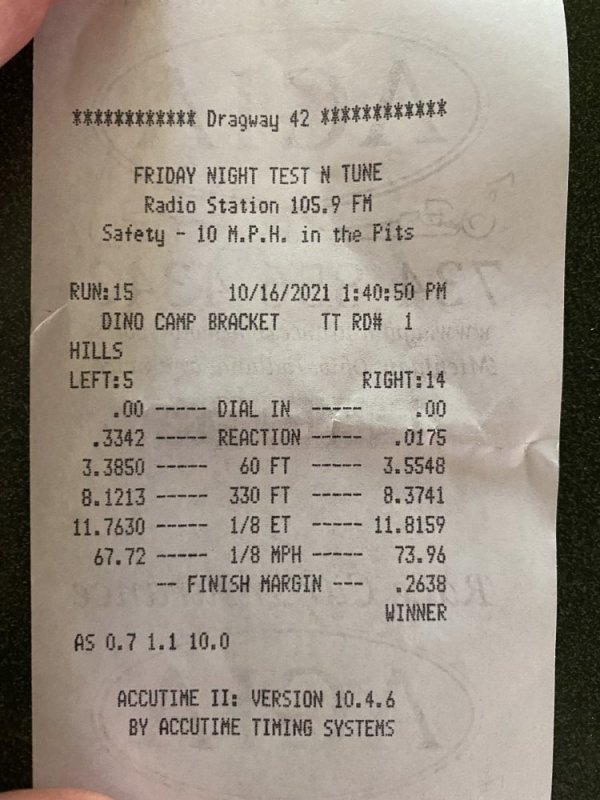 ************ Dragway 42 ************
FRIDAY NIGHT TEST N TUNE
Radio Station 105.9 FM
Safety - 10 M.P.H. in the Pits
RUN:15 10/16/2021 1:40:50 PM
DINO CAMP BRACKET TT RD# 1
HILLS
LEFT:5 RIGHT:14
.00 ----- DIAL IN ----- .00
.3342 ----- REACTION ----- .0175
3.3850 ----- 60 FT ----- 3.5548
8.1213 ----- 330 FT ----- 8.3741
11.7630 ----- 1/8 ET ----- 11.8159
67.72 ----- 1/8 MPH ----- 73.96
-- FINISH MARGIN --- .2638
WINNER
AS 0.7 1.1 10.0
ACCUTIME II: VERSION 10.4.6
BY ACCUTIME TIMING SYSTEMS